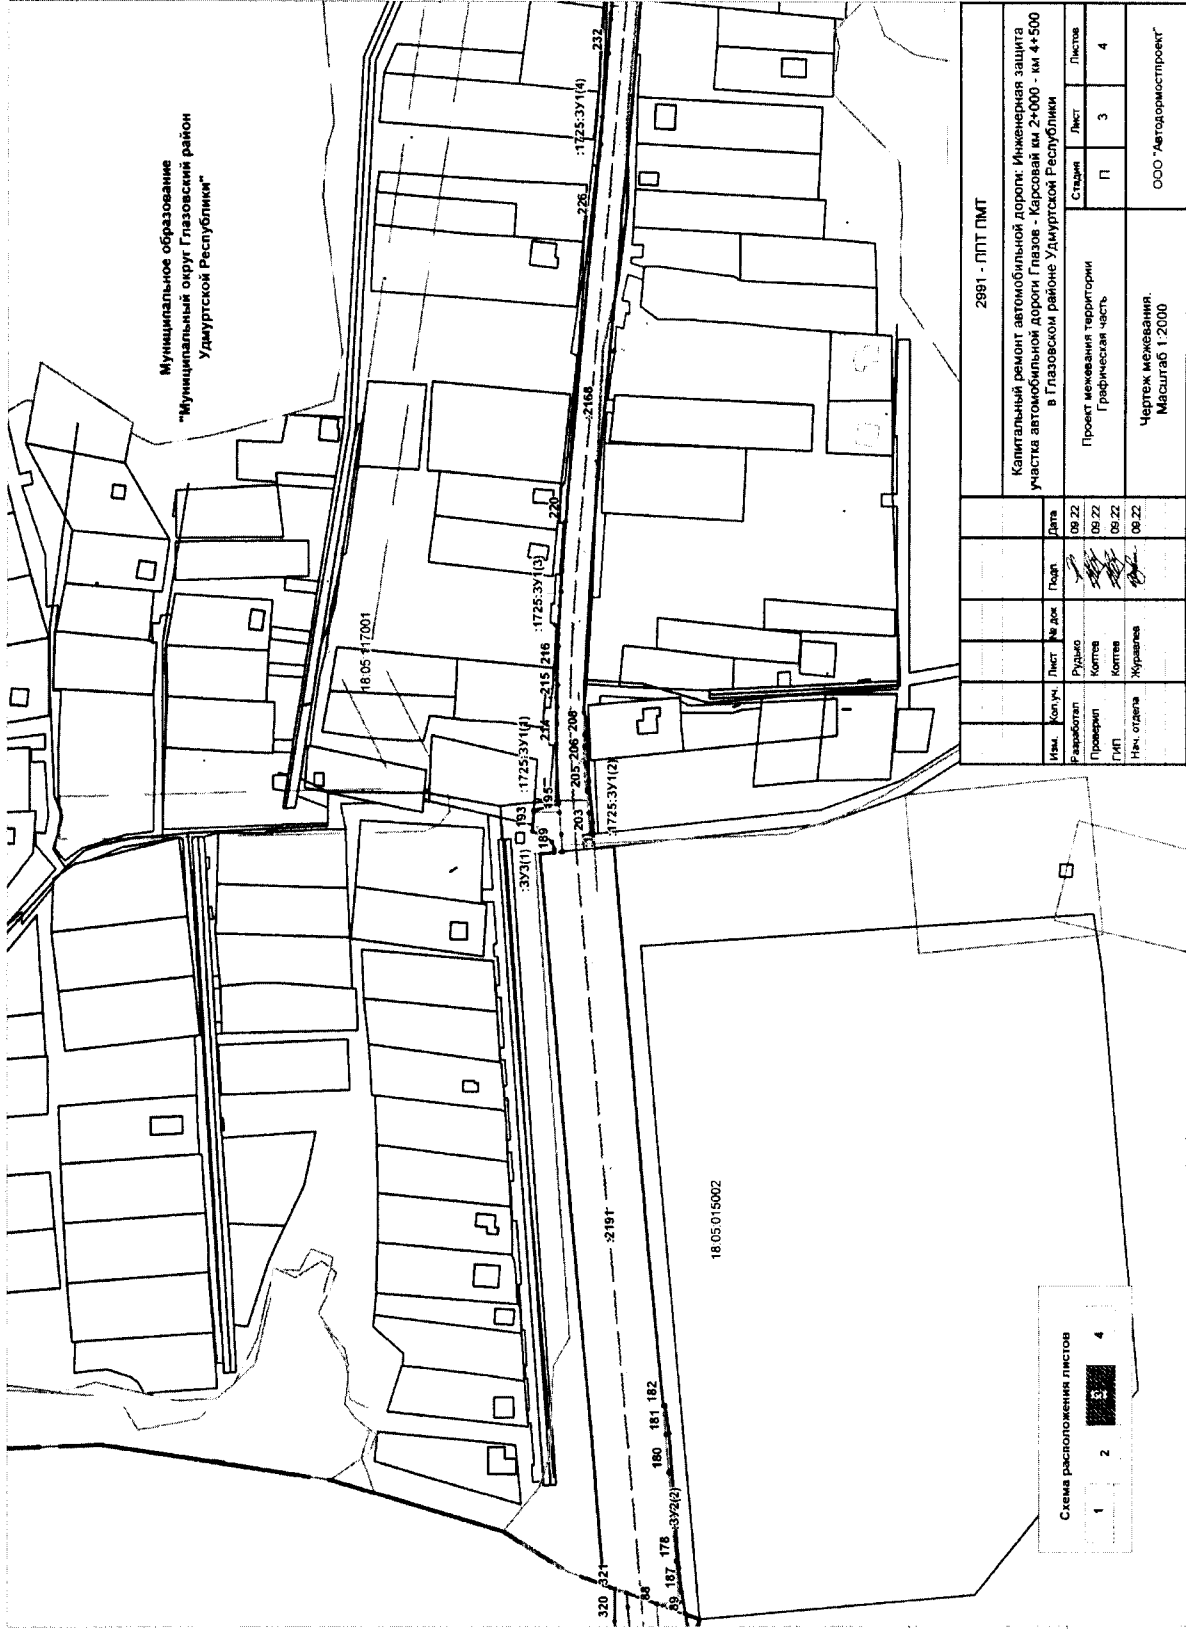 Муниципальное образование
"Муниципальный округ Глазовский район
Удмуртской Республики"
18:05:117001
18:05:015002
:2191
:2168
320
321
88
89
187
178
:ЗУ2(2)
180
181
182
:ЗУ3(1)
189
193
195
:1725:ЗУ1(1)
203
:1725:ЗУ1(2)
205
206
208
214
215
216
:1725:ЗУ1(3)
220
226
:1725:ЗУ1(4)
232
Схема расположения листов
1
2
3
4
2991 - ППТ ПМТ
Капитальный ремонт автомобильной дороги: Инженерная защита
участка автомобильной дороги Глазов - Карсовай км 2+000 - км 4+500
в Глазовском районе Удмуртской Республики
Изм. Кол.уч. Лист № док Подп. Дата
Разработал Рудько 09.22
Проверил Коптев 09.22
ГИП Коптев 09.22
Нач. отдела Журавлев 09.22
Проект межевания территории
Графическая часть
Стадия Лист Листов
П 3 4
Чертеж межевания.
Масштаб 1:2000
ООО "Автодормостпроект"